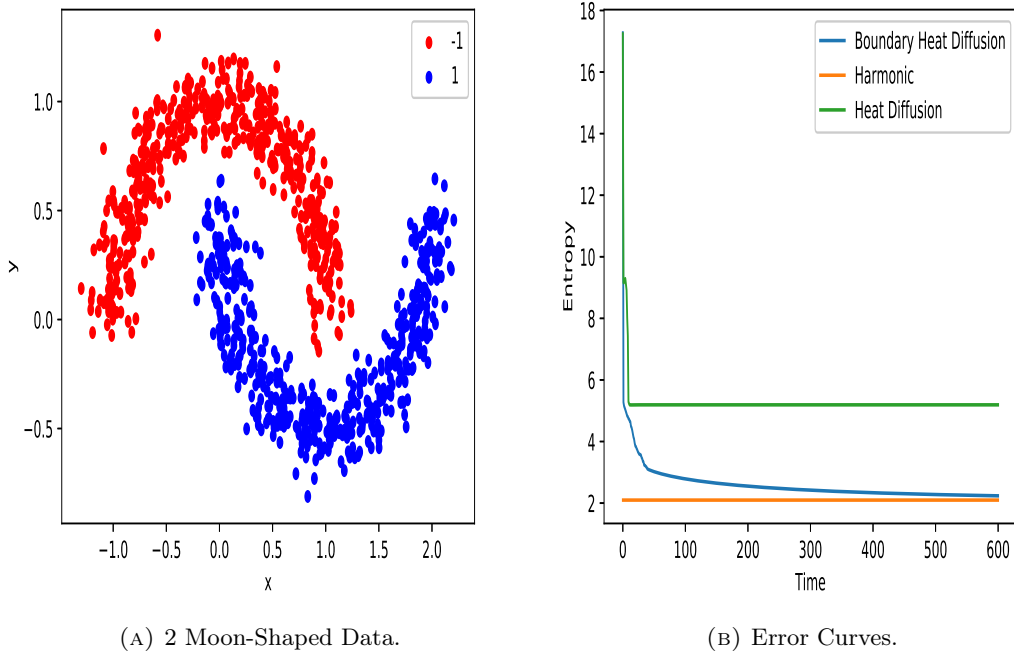 -1
1
1.0
0.5
0.0
−0.5
y
−1.0 −0.5 0.0 0.5 1.0 1.5 2.0
x
(A) 2 Moon-Shaped Data.
Boundary Heat Diffusion
Harmonic
Heat Diffusion
18
16
14
12
10
8
6
4
2
Entropy
0 100 200 300 400 500 600
Time
(B) Error Curves.